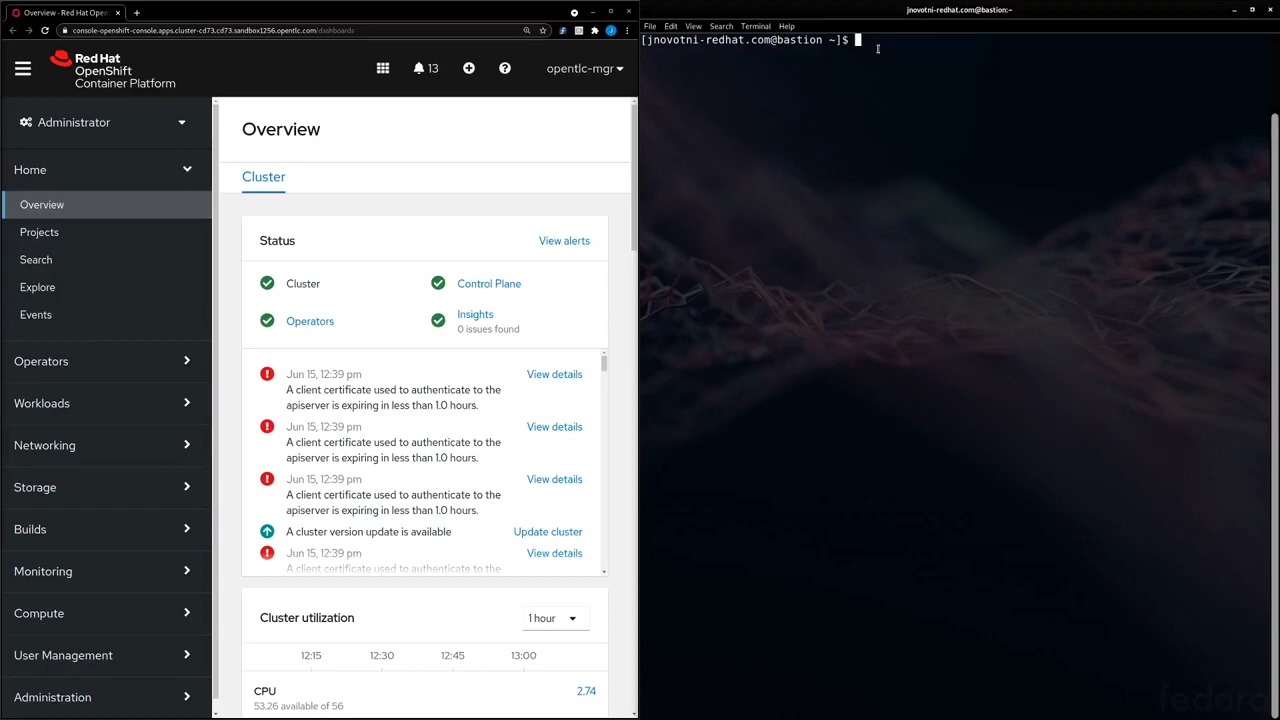 Overview - Red Hat Open
console-openshift-console.apps.cluster-cd73.cd73.sandbox1256.opentlc.com/dashboards
Red Hat
OpenShift
Container Platform
13
opentlc-mgr
Administrator
Home
Overview
Projects
Search
Explore
Events
Operators
Workloads
Networking
Storage
Builds
Monitoring
Compute
User Management
Administration
Overview
Cluster
Status
View alerts
Cluster
Control Plane
Operators
Insights
0 issues found
Jun 15, 12:39 pm
View details
A client certificate used to authenticate to the
apiserver is expiring in less than 1.0 hours.
Jun 15, 12:39 pm
View details
A client certificate used to authenticate to the
apiserver is expiring in less than 1.0 hours.
Jun 15, 12:39 pm
View details
A client certificate used to authenticate to the
apiserver is expiring in less than 1.0 hours.
A cluster version update is available
Update cluster
Jun 15, 12:39 pm
View details
A client certificate used to authenticate to the
Cluster utilization
1 hour
12:15 12:30 12:45 13:00
CPU
2.74
53.26 available of 56
jnovotni-redhat.com@bastion:~
File Edit View Search Terminal Help
[jnovotni-redhat.com@bastion ~]$
fedora